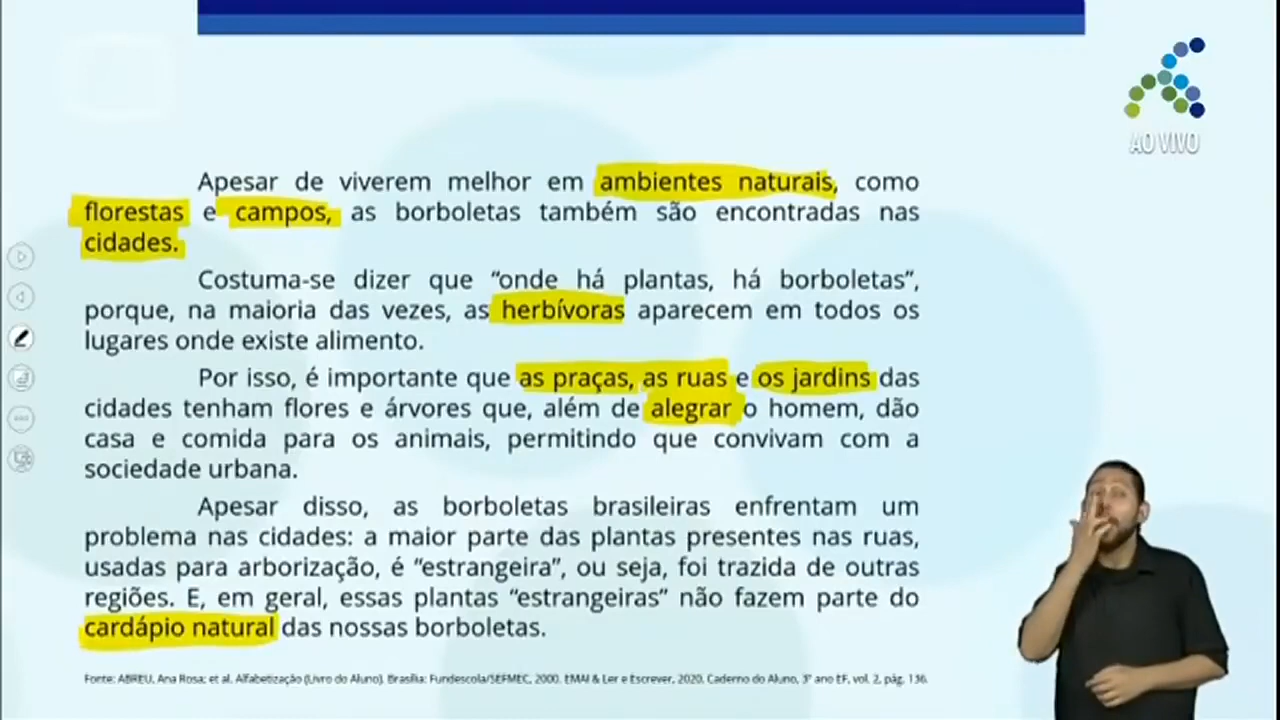 AO VIVO
Apesar de viverem melhor em ambientes naturais, como
florestas e campos, as borboletas também são encontradas nas
cidades.
Costuma-se dizer que “onde há plantas, há borboletas”,
porque, na maioria das vezes, as herbívoras aparecem em todos os
lugares onde existe alimento.
Por isso, é importante que as praças, as ruas e os jardins das
cidades tenham flores e árvores que, além de alegrar o homem, dão
casa e comida para os animais, permitindo que convivam com a
sociedade urbana.
Apesar disso, as borboletas brasileiras enfrentam um
problema nas cidades: a maior parte das plantas presentes nas ruas,
usadas para arborização, é “estrangeira”, ou seja, foi trazida de outras
regiões. E, em geral, essas plantas “estrangeiras” não fazem parte do
cardápio natural das nossas borboletas.
Fonte: ABREU, Ana Rosa; et al. Alfabetização (Livro do Aluno). Brasília: Fundescola/SEFMEC, 2000. EMAI & Ler e Escrever, 2020. Caderno do Aluno, 3° ano EF, vol. 2, pág. 136.